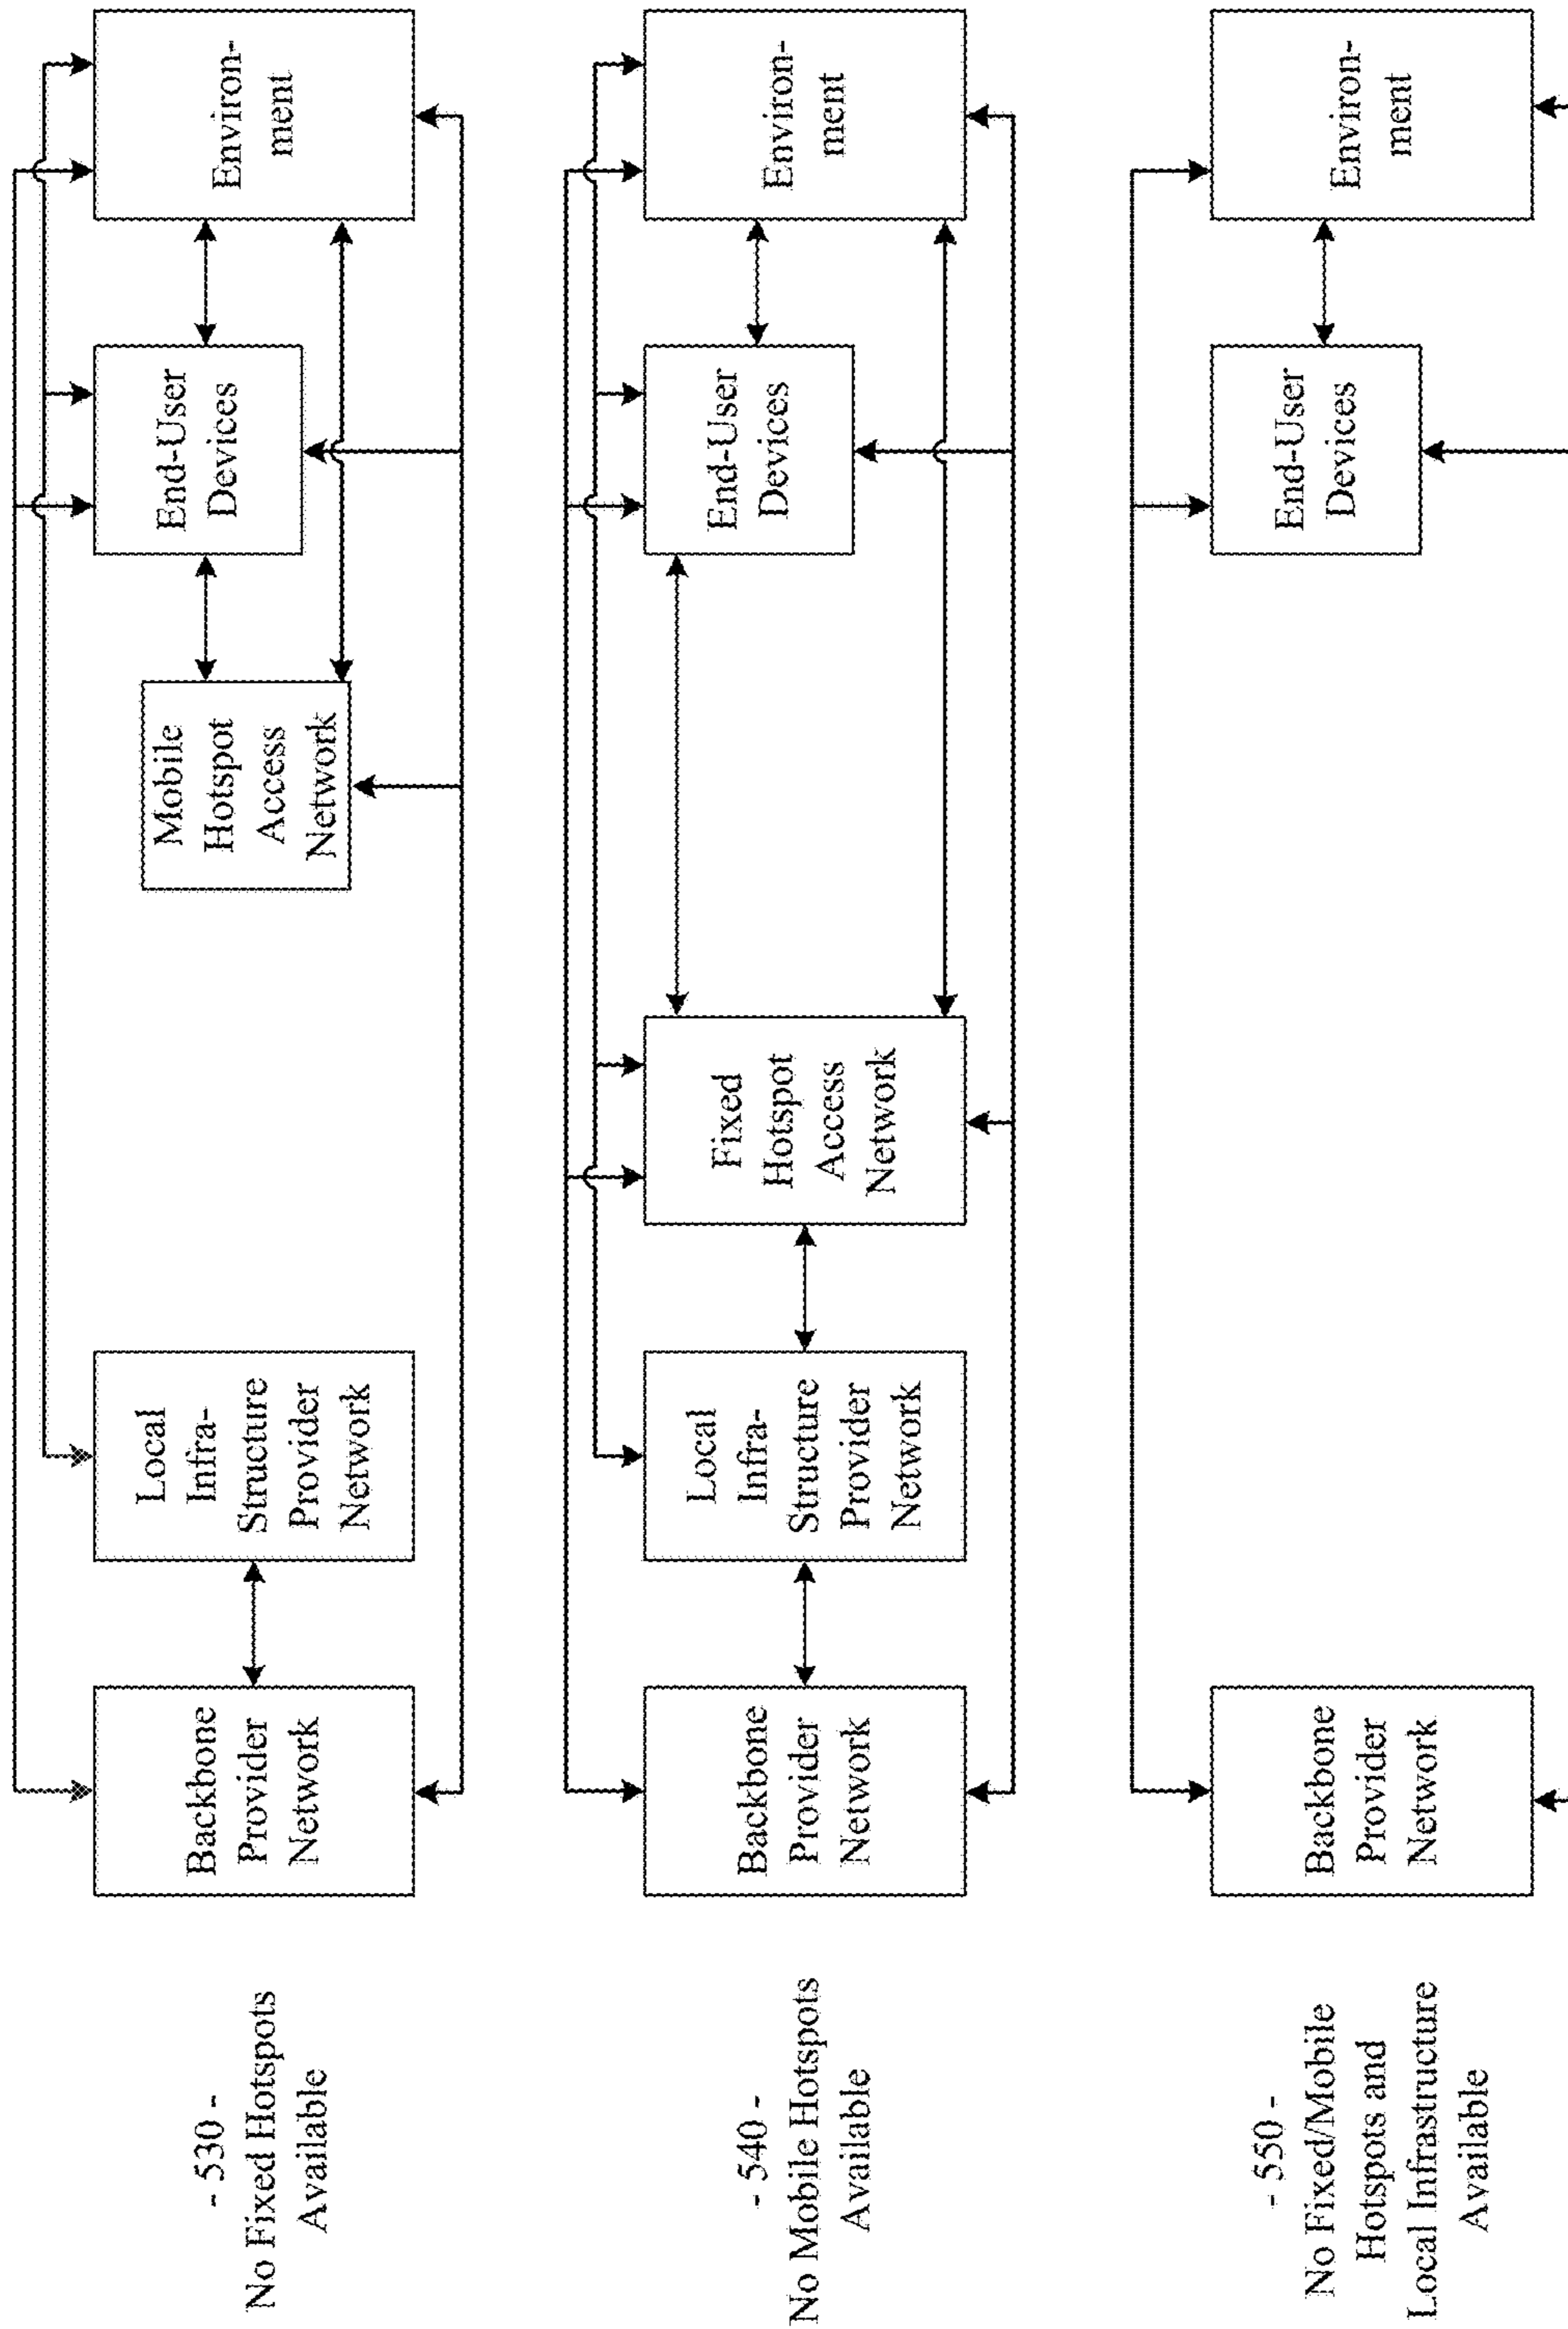 - 530 -
No Fixed Hotspots
Available
Backbone
Provider
Network
Local
Infra-
Structure
Provider
Network
Mobile
Hotspot
Access
Network
End-User
Devices
Environ-
ment
- 540 -
No Mobile Hotspots
Available
Backbone
Provider
Network
Local
Infra-
Structure
Provider
Network
Fixed
Hotspot
Access
Network
End-User
Devices
Environ-
ment
- 550 -
No Fixed/Mobile
Hotspots and
Local Infrastructure
Available
Backbone
Provider
Network
End-User
Devices
Environ-
ment